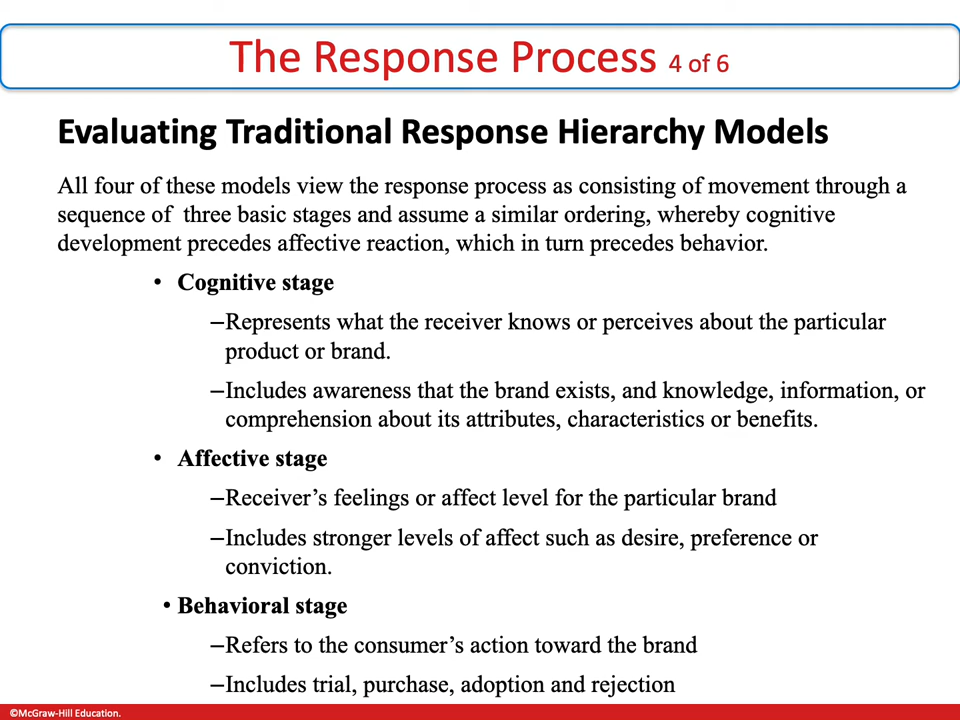 The Response Process 4 of 6
Evaluating Traditional Response Hierarchy Models
All four of these models view the response process as consisting of movement through a
sequence of  three basic stages and assume a similar ordering, whereby cognitive
development precedes affective reaction, which in turn precedes behavior.
• Cognitive stage
–Represents what the receiver knows or perceives about the particular
product or brand.
–Includes awareness that the brand exists, and knowledge, information, or
comprehension about its attributes, characteristics or benefits.
• Affective stage
–Receiver’s feelings or affect level for the particular brand
–Includes stronger levels of affect such as desire, preference or
conviction.
• Behavioral stage
–Refers to the consumer’s action toward the brand
–Includes trial, purchase, adoption and rejection
©McGraw-Hill Education.